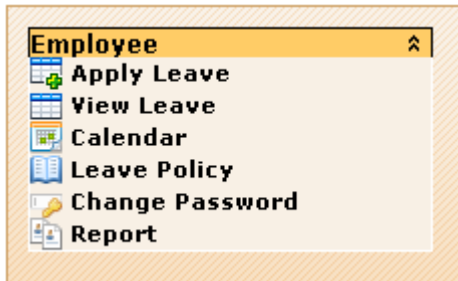 Employee
Apply Leave
View Leave
Calendar
Leave Policy
Change Password
Report